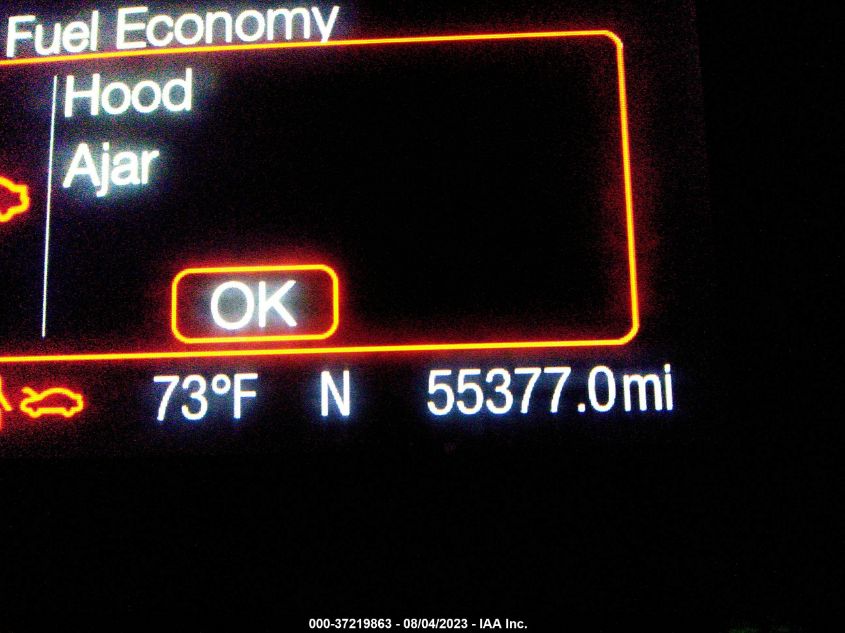 Fuel Economy
Hood
Ajar
OK
73°F N 55377.0mi
000-37219863 - 08/04/2023 - IAA Inc.